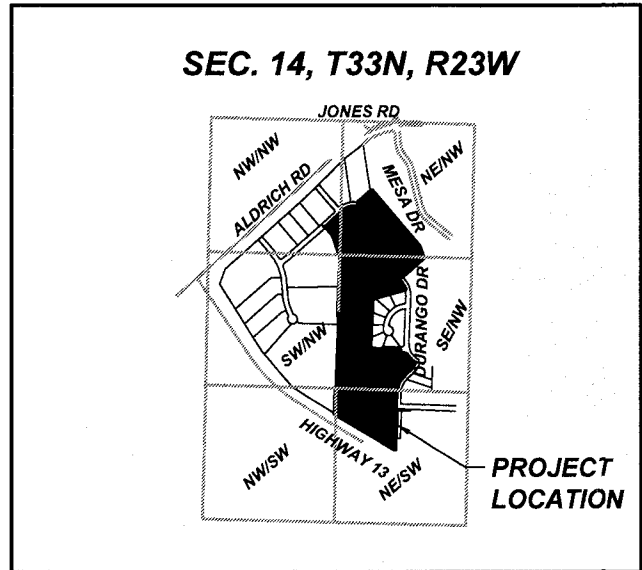 SEC. 14, T33N, R23W
JONES RD
NW/NW
NE/NW
ALDRICH RD
MESA DR
DURANGO DR
SE/NW
SW/NW
HIGHWAY 13
NW/SW
NE/SW
PROJECT
LOCATION